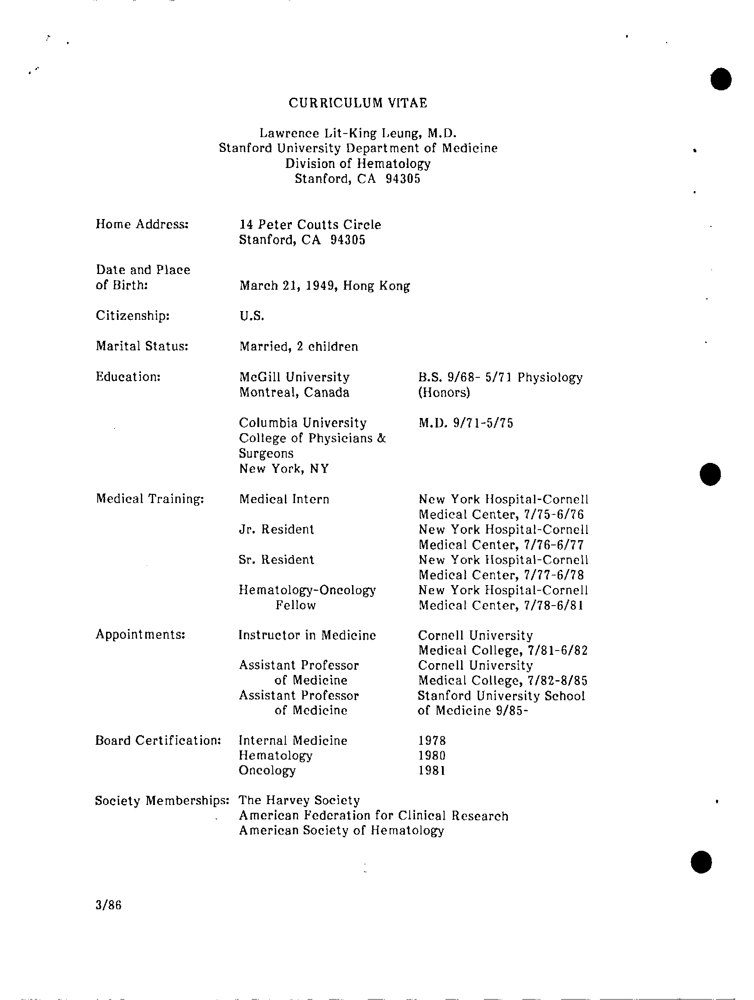 CURRICULUM VITAE
Lawrence Lit-King Leung, M.D.
Stanford University Department of Medicine
Division of Hematology
Stanford, CA 94305
Home Address: 14 Peter Coutts Circle
Stanford, CA 94305
Date and Place
of Birth: March 21, 1949, Hong Kong
Citizenship: U.S.
Marital Status: Married, 2 children
Education: McGill University B.S. 9/68- 5/71 Physiology
Montreal, Canada (Honors)
Columbia University M.D. 9/71-5/75
College of Physicians &
Surgeons
New York, NY
Medical Training: Medical Intern New York Hospital-Cornell
Medical Center, 7/75-6/76
Jr. Resident New York Hospital-Cornell
Medical Center, 7/76-6/77
Sr. Resident New York Hospital-Cornell
Medical Center, 7/77-6/78
Hematology-Oncology New York Hospital-Cornell
Fellow Medical Center, 7/78-6/81
Appointments: Instructor in Medicine Cornell University
Medical College, 7/81-6/82
Assistant Professor Cornell University
of Medicine Medical College, 7/82-8/85
Assistant Professor Stanford University School
of Medicine of Medicine 9/85-
Board Certification: Internal Medicine 1978
Hematology 1980
Oncology 1981
Society Memberships: The Harvey Society
American Federation for Clinical Research
American Society of Hematology
3/86